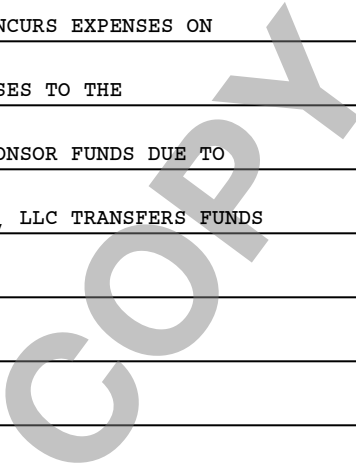 NCURS EXPENSES ON
SES TO THE
ONSOR FUNDS DUE TO
, LLC TRANSFERS FUNDS
COPY